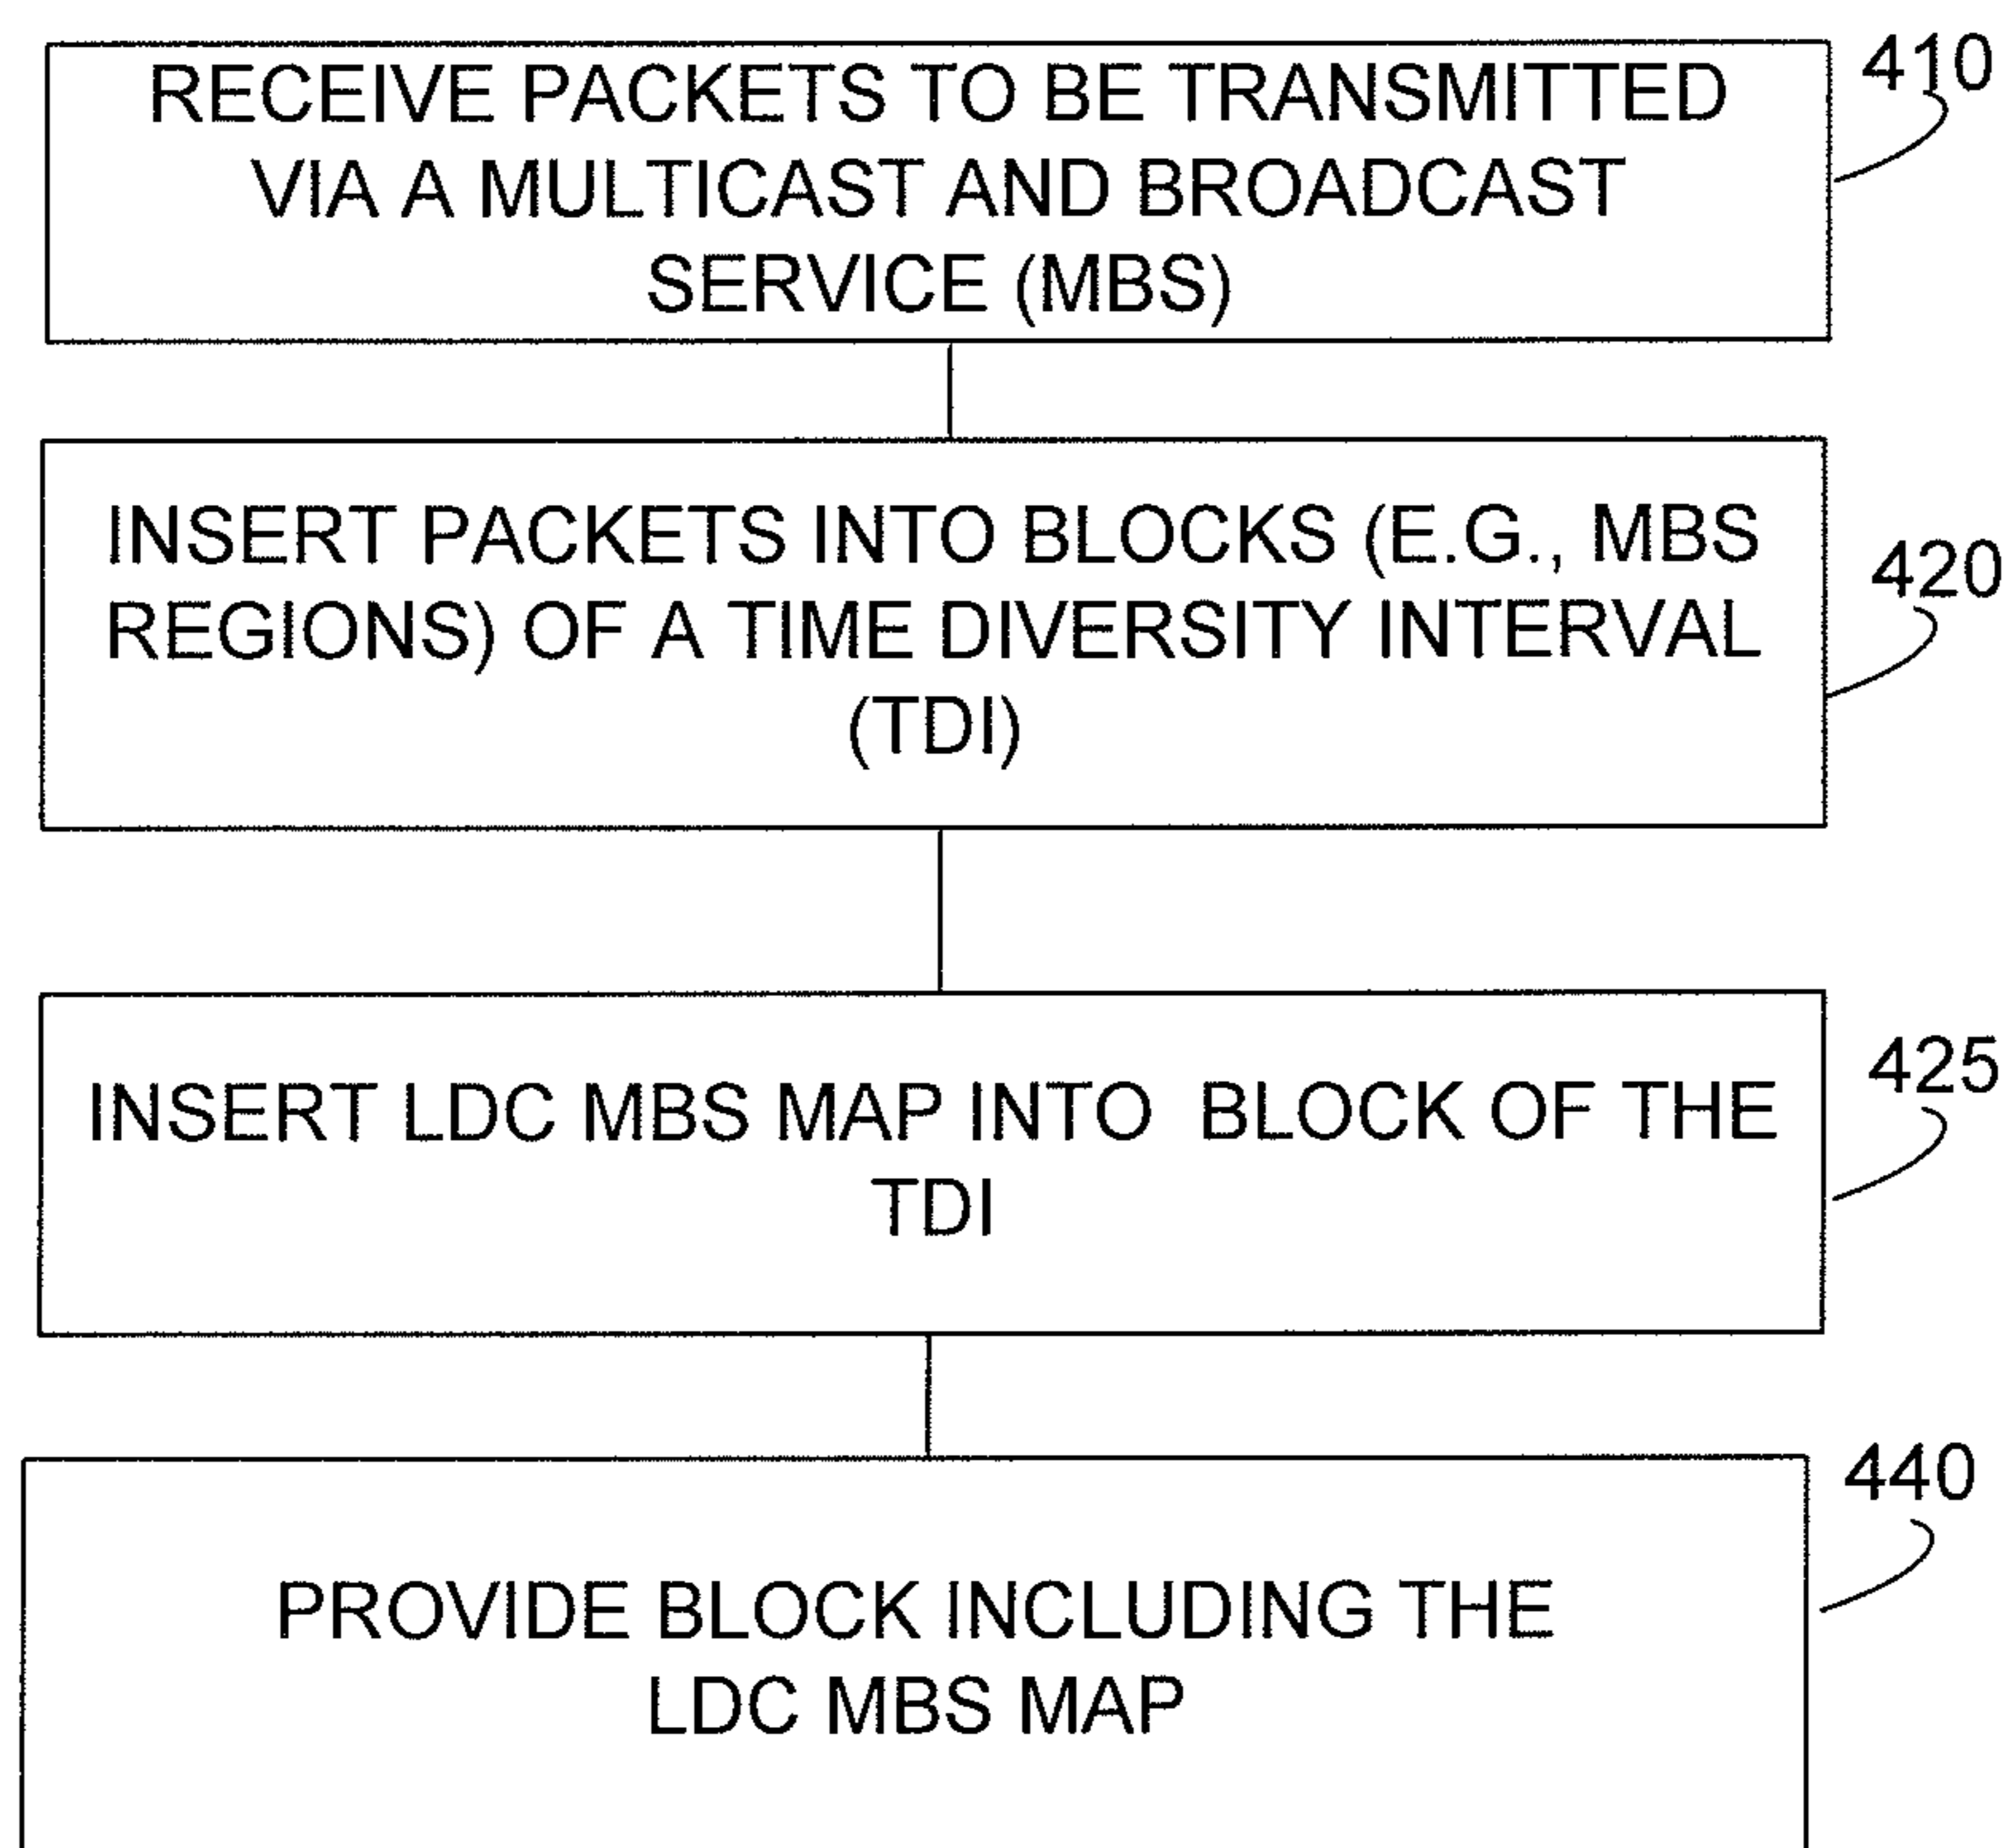 RECEIVE PACKETS TO BE TRANSMITTED
VIA A MULTICAST AND BROADCAST
SERVICE (MBS)
410
INSERT PACKETS INTO BLOCKS (E.G., MBS
REGIONS) OF A TIME DIVERSITY INTERVAL
(TDI)
420
INSERT LDC MBS MAP INTO BLOCK OF THE
TDI
425
PROVIDE BLOCK INCLUDING THE
LDC MBS MAP
440